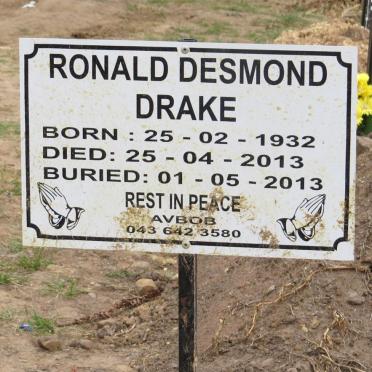 RONALD DESMOND
DRAKE
BORN : 25 - 02 - 1932
DIED: 25 - 04 - 2013
BURIED: 01 - 05 - 2013
REST IN PEACE
AVBOB
043 642 3580